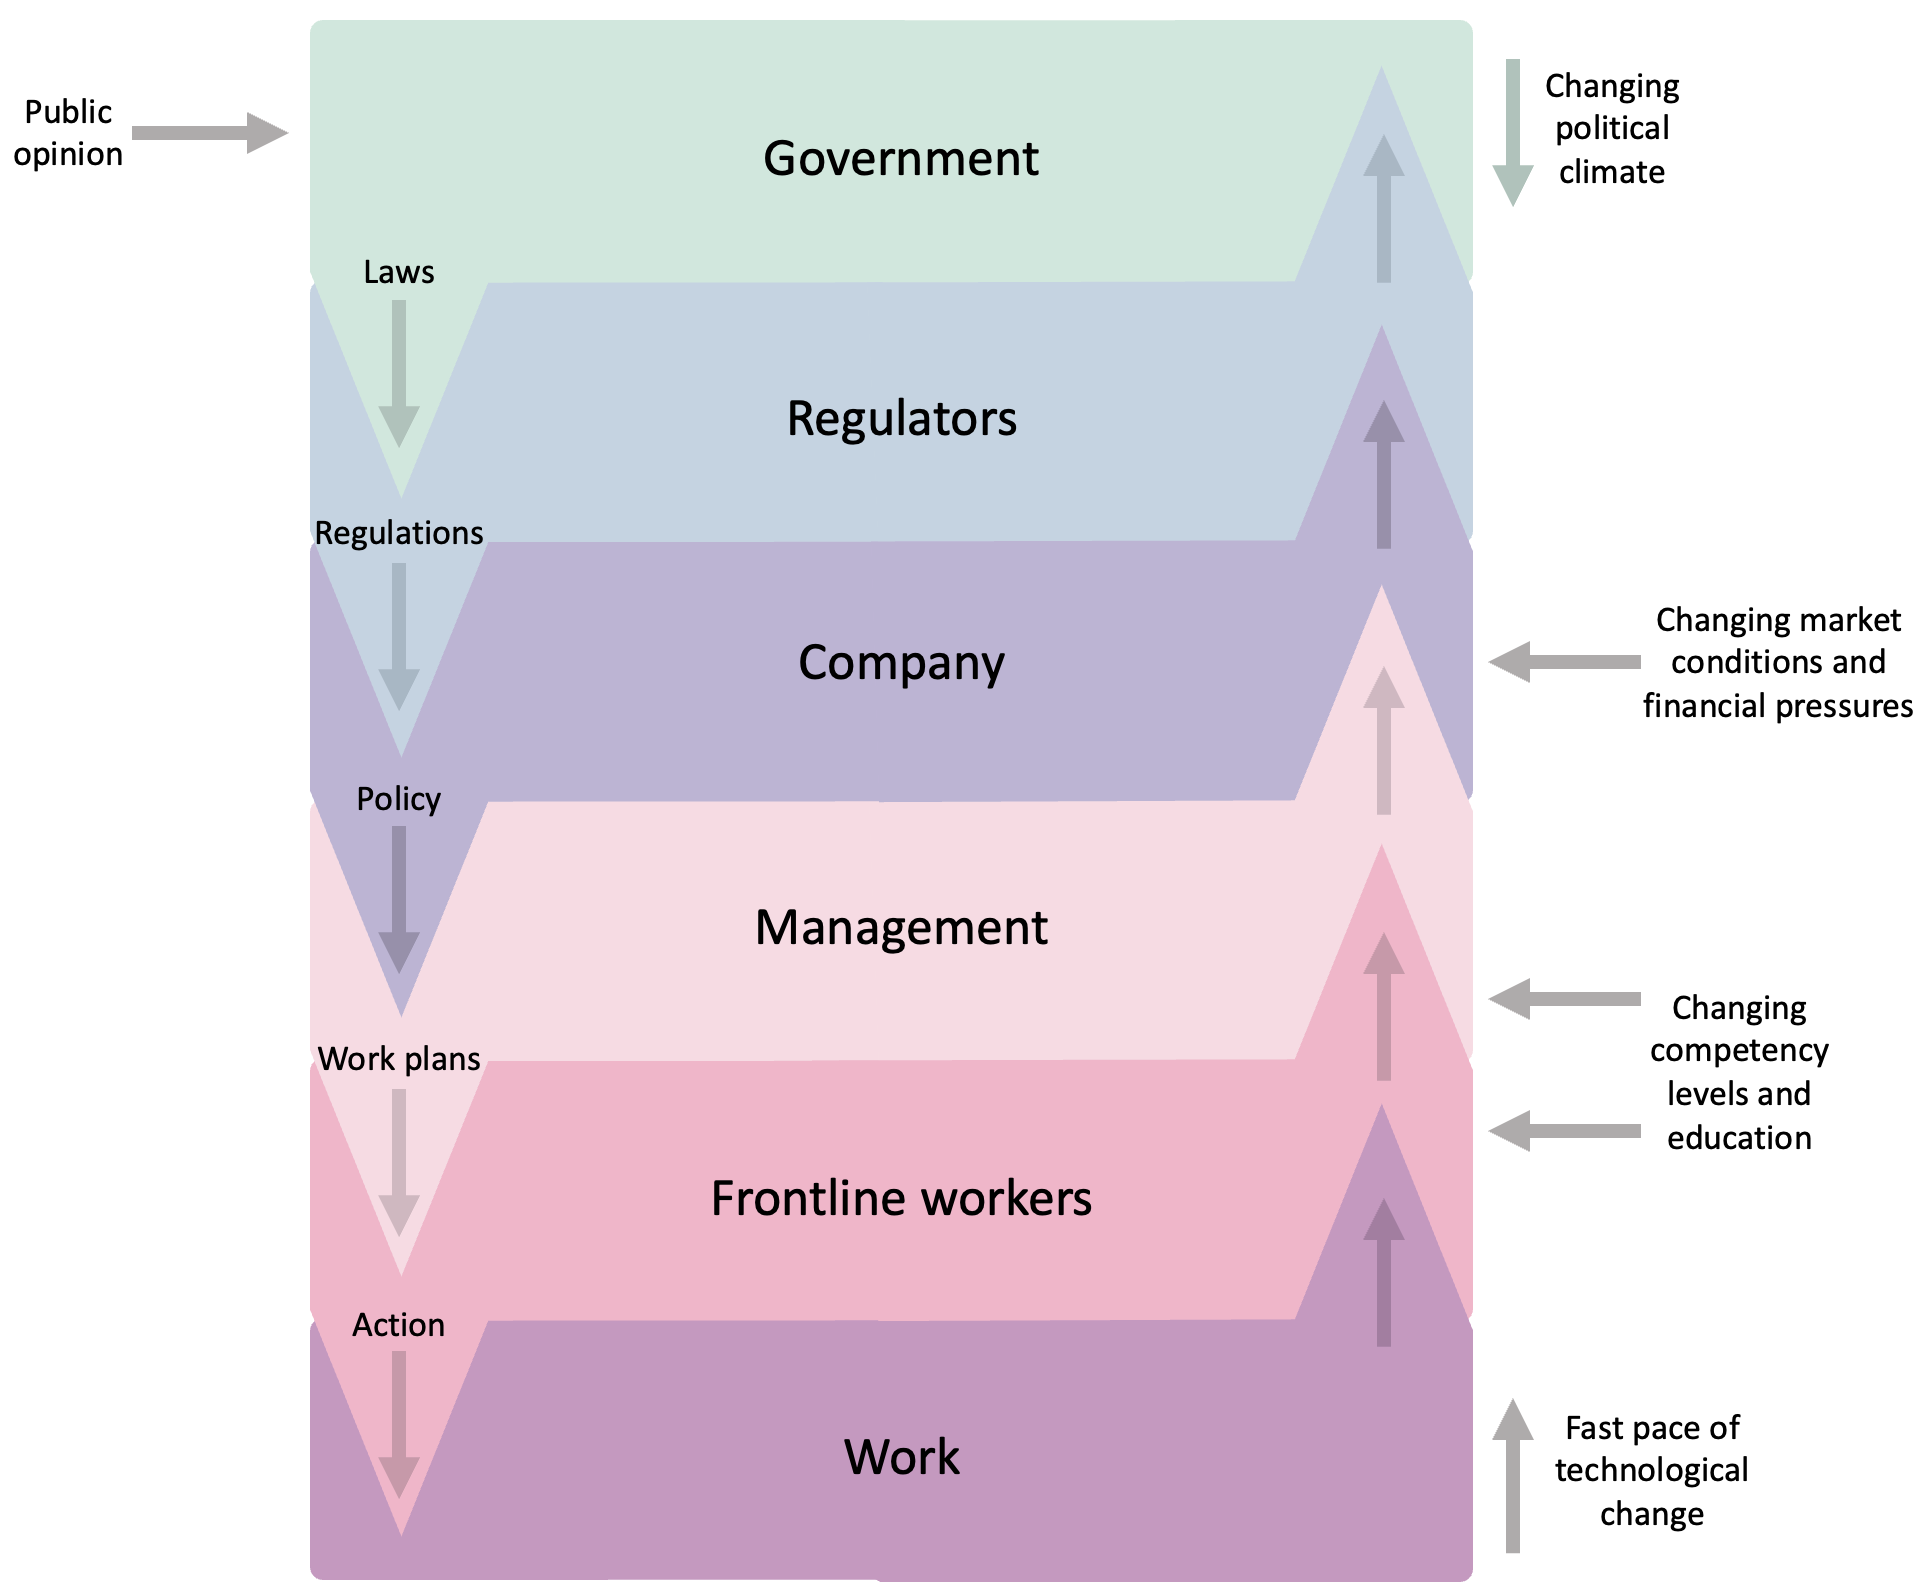 Public
opinion
Government
Changing
political
climate
Laws
Regulators
Regulations
Company
Changing market
conditions and
financial pressures
Policy
Management
Work plans
Changing
competency
levels and
education
Frontline workers
Action
Work
Fast pace of
technological
change